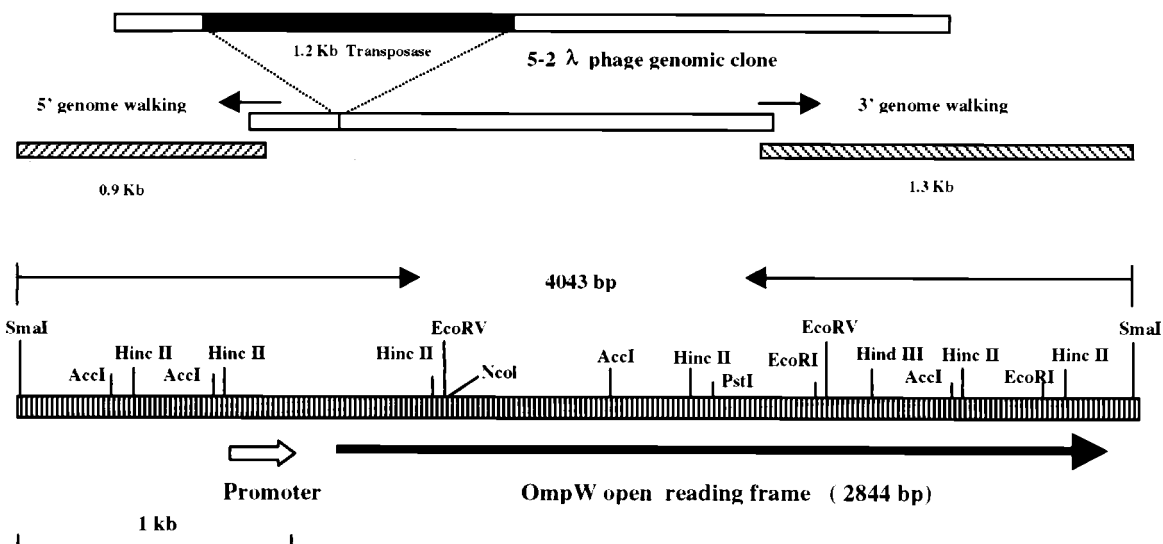 1.2 Kb Transposase
5-2 λ phage genomic clone
5' genome walking
3' genome walking
0.9 Kb
1.3 Kb
4043 bp
SmaI
EcoRV
EcoRV
SmaI
Hinc II
Hinc II
Hinc II
AccI
Hinc II
EcoRI
Hind III
Hinc II
Hinc II
AccI
AccI
NcoI
PstI
AccI
EcoRI
Promoter
OmpW open reading frame ( 2844 bp)
1 kb